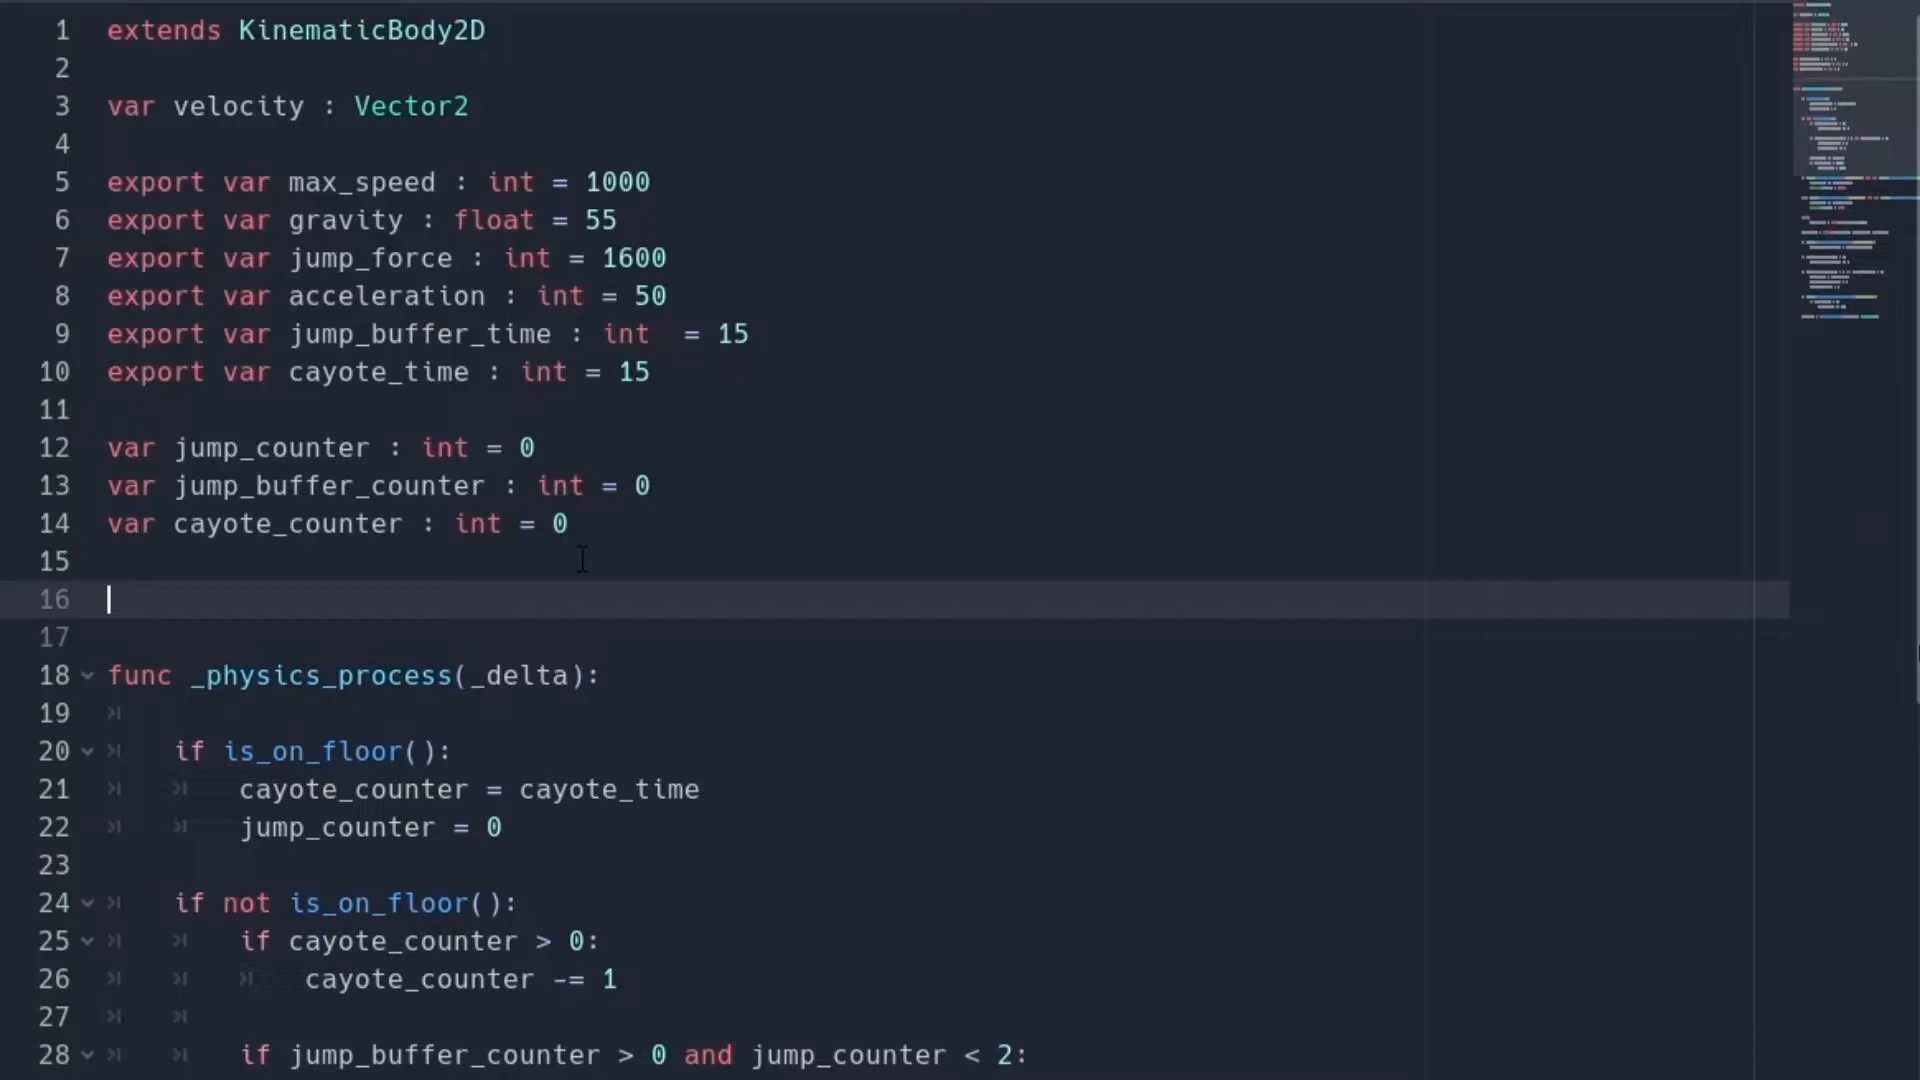 1 extends KinematicBody2D
2
3 var velocity : Vector2
4
5 export var max_speed : int = 1000
6 export var gravity : float = 55
7 export var jump_force : int = 1600
8 export var acceleration : int = 50
9 export var jump_buffer_time : int  = 15
10 export var cayote_time : int = 15
11
12 var jump_counter : int = 0
13 var jump_buffer_counter : int = 0
14 var cayote_counter : int = 0
15
16
17
18 func _physics_process(_delta):
19
20 if is_on_floor():
21 cayote_counter = cayote_time
22 jump_counter = 0
23
24 if not is_on_floor():
25 if cayote_counter > 0:
26 cayote_counter -= 1
27
28 if jump_buffer_counter > 0 and jump_counter < 2: